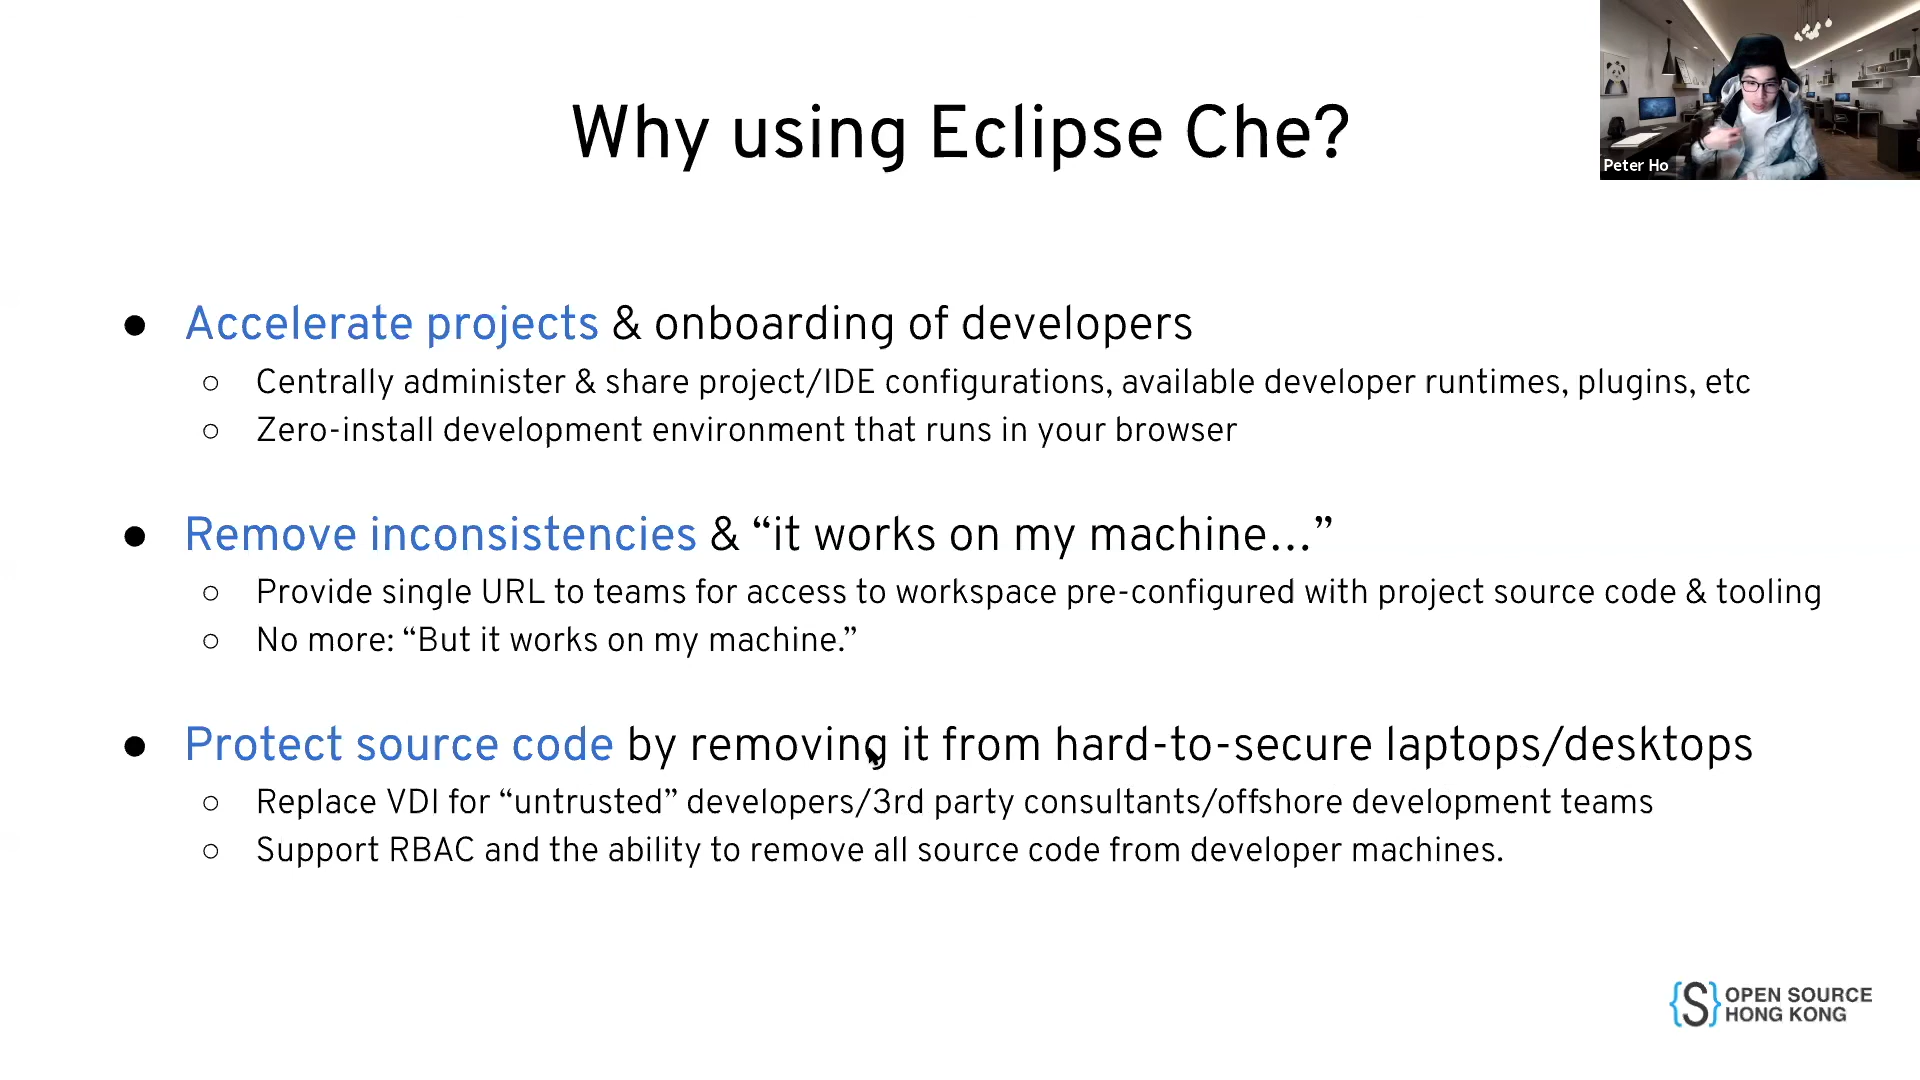 Why using Eclipse Che?
Peter Ho
● Accelerate projects & onboarding of developers
○ Centrally administer & share project/IDE configurations, available developer runtimes, plugins, etc
○ Zero-install development environment that runs in your browser
● Remove inconsistencies & “it works on my machine…”
○ Provide single URL to teams for access to workspace pre-configured with project source code & tooling
○ No more: “But it works on my machine.”
● Protect source code by removing it from hard-to-secure laptops/desktops
○ Replace VDI for “untrusted” developers/3rd party consultants/offshore development teams
○ Support RBAC and the ability to remove all source code from developer machines.
{S} OPEN SOURCE
HONG KONG